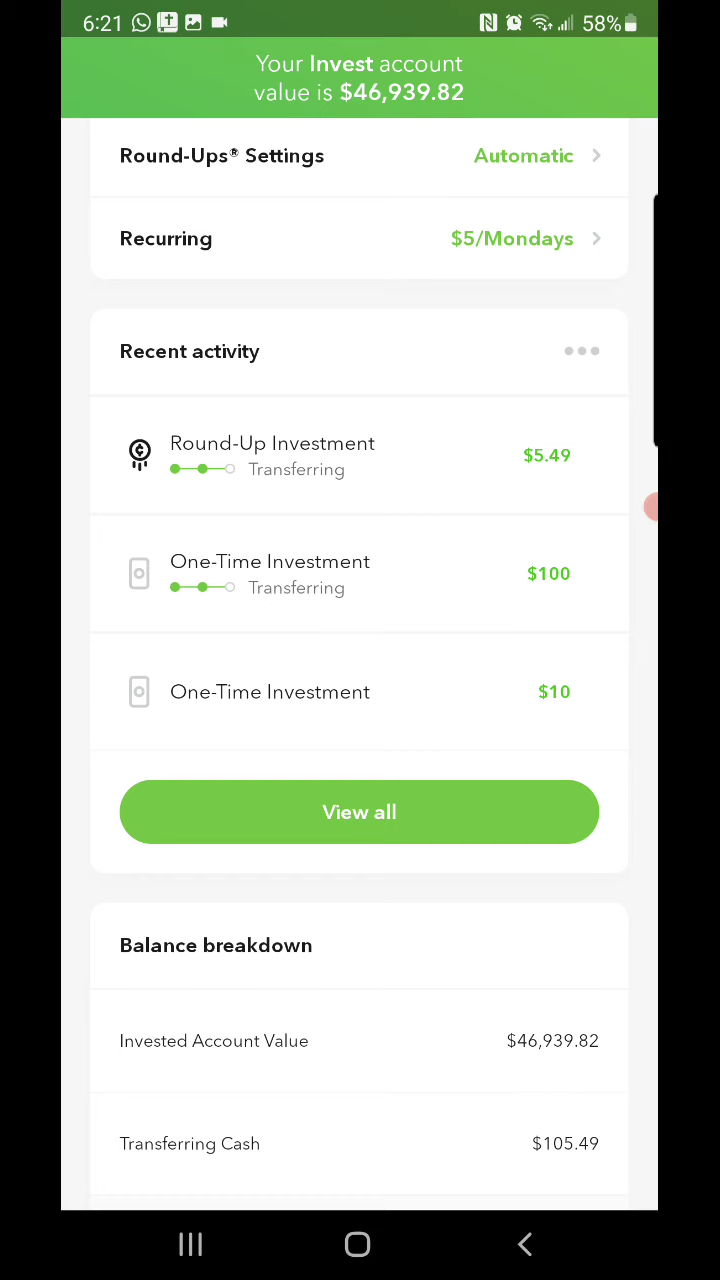 6:21 58%
Your Invest account
value is $46,939.82
Round-Ups® Settings Automatic
Recurring $5/Mondays
Recent activity
Round-Up Investment
Transferring
$5.49
One-Time Investment
Transferring
$100
One-Time Investment $10
View all
Balance breakdown
Invested Account Value $46,939.82
Transferring Cash $105.49